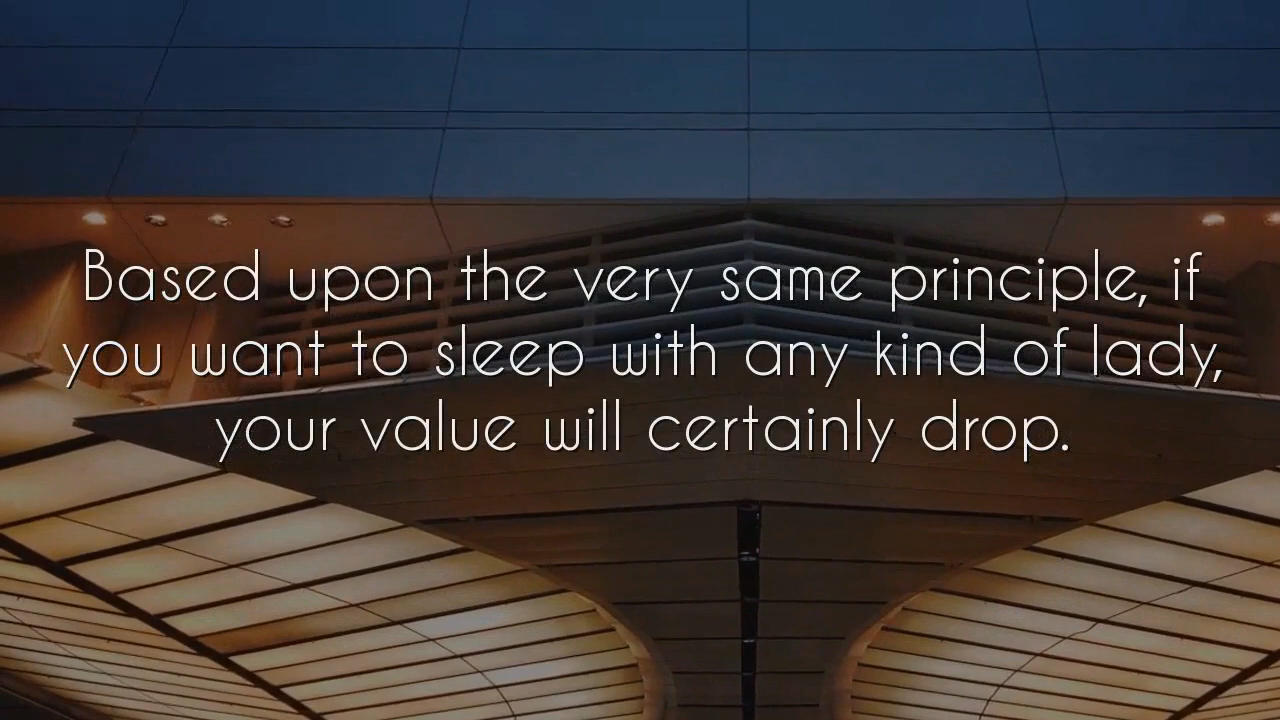 Based upon the very same principle, if
you want to sleep with any kind of lady,
your value will certainly drop.